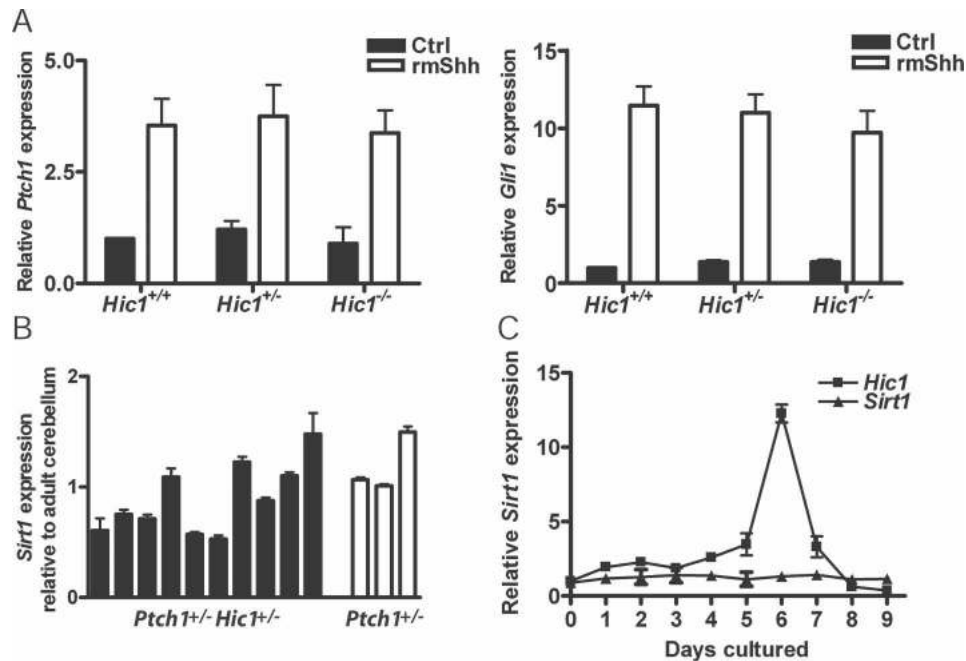 A
Relative Ptch1 expression
5.0
2.5
0.0
Ctrl
rmShh
Hic1+/+
Hic1+/-
Hic1-/-
Relative Gli1 expression
15
10
5
0
Ctrl
rmShh
Hic1+/+
Hic1+/-
Hic1-/-
B
Sirt1 expression
relative to adult cerebellum
2
1
0
Ptch1+/- Hic1+/-
Ptch1+/-
C
Relative Sirt1 expression
15
10
5
0
Hic1
Sirt1
0 1 2 3 4 5 6 7 8 9
Days cultured